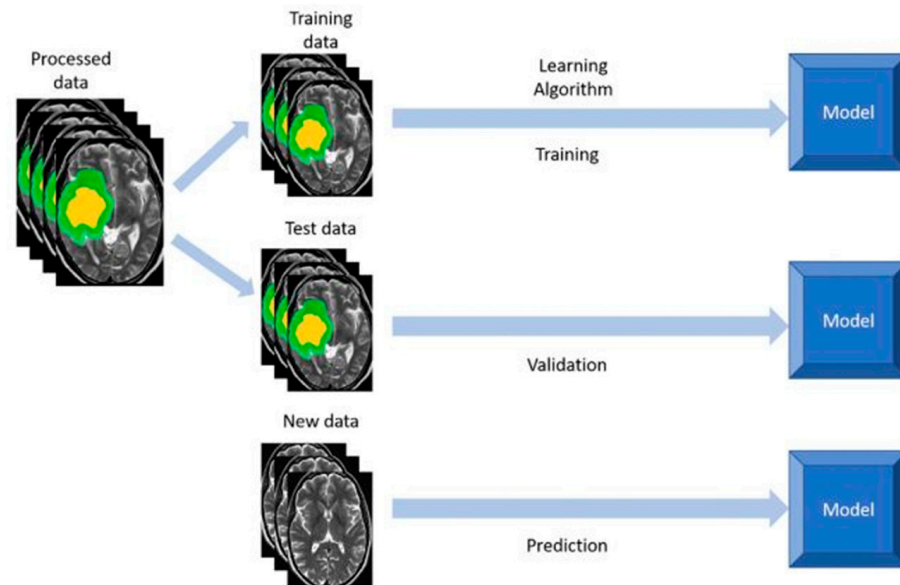 Processed
data
Training
data
Learning
Algorithm
Training
Model
Test data
Validation
Model
New data
Prediction
Model